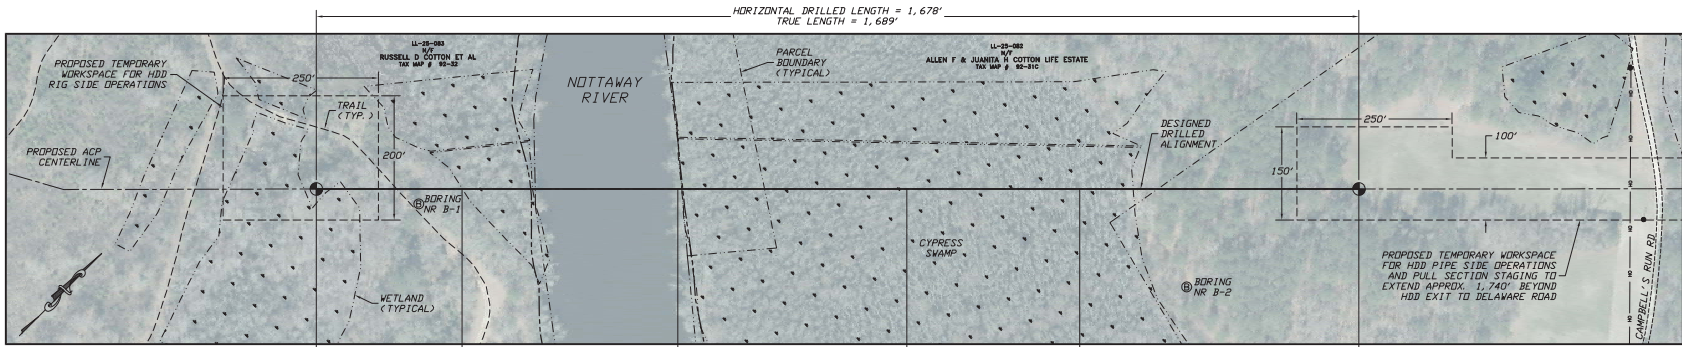 HORIZONTAL DRILLED LENGTH = 1,678'
TRUE LENGTH = 1,689'
PROPOSED TEMPORARY
WORKSPACE FOR HDD
RIG SIDE OPERATIONS
250'
LL-25-083
N/F
RUSSELL D COTTON ET AL
TAX MAP # 92-32
TRAIL
(TYP.)
200'
PROPOSED ACP
CENTERLINE
BORING
NR B-1
B
WETLAND
(TYPICAL)
NOTTAWAY
RIVER
PARCEL
BOUNDARY
(TYPICAL)
LL-25-082
N/F
ALLEN F & JUANITA H COTTON LIFE ESTATE
TAX MAP # 92-31C
DESIGNED
DRILLED
ALIGNMENT
CYPRESS
SWAMP
B
BORING
NR B-2
250'
100'
150'
PROPOSED TEMPORARY WORKSPACE
FOR HDD PIPE SIDE OPERATIONS
AND PULL SECTION STAGING TO
EXTEND APPROX. 1,740' BEYOND
HDD EXIT TO DELAWARE ROAD
CAMPBELL'S RUN RD